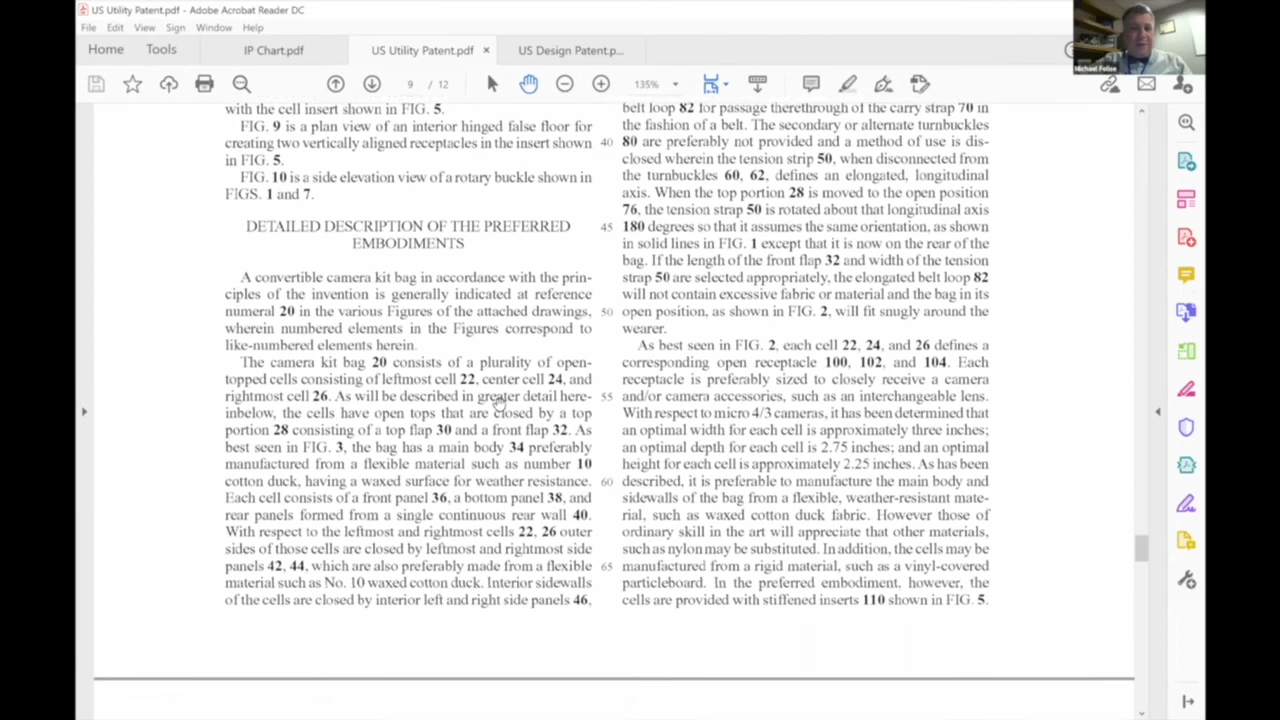 US Utility Patent.pdf - Adobe Acrobat Reader DC
File Edit View Sign Window Help
Home Tools IP Chart.pdf US Utility Patent.pdf × US Design Patent.p...
9 / 12 135%
Michael Folise
with the cell insert shown in FIG. 5.
FIG. 9 is a plan view of an interior hinged false floor for
creating two vertically aligned receptacles in the insert shown
in FIG. 5.
FIG. 10 is a side elevation view of a rotary buckle shown in
FIGS. 1 and 7.
DETAILED DESCRIPTION OF THE PREFERRED
EMBODIMENTS
A convertible camera kit bag in accordance with the prin-
ciples of the invention is generally indicated at reference
numeral 20 in the various Figures of the attached drawings,
wherein numbered elements in the Figures correspond to
like-numbered elements herein.
The camera kit bag 20 consists of a plurality of open-
topped cells consisting of leftmost cell 22, center cell 24, and
rightmost cell 26. As will be described in greater detail here-
inbelow, the cells have open tops that are closed by a top
portion 28 consisting of a top flap 30 and a front flap 32. As
best seen in FIG. 3, the bag has a main body 34 preferably
manufactured from a flexible material such as number 10
cotton duck, having a waxed surface for weather resistance.
Each cell consists of a front panel 36, a bottom panel 38, and
rear panels formed from a single continuous rear wall 40.
With respect to the leftmost and rightmost cells 22, 26 outer
sides of those cells are closed by leftmost and rightmost side
panels 42, 44, which are also preferably made from a flexible
material such as No. 10 waxed cotton duck. Interior sidewalls
of the cells are closed by interior left and right side panels 46,
40
45
50
55
60
65
belt loop 82 for passage therethrough of the carry strap 70 in
the fashion of a belt. The secondary or alternate turnbuckles
80 are preferably not provided and a method of use is dis-
closed wherein the tension strip 50, when disconnected from
the turnbuckles 60, 62, defines an elongated, longitudinal
axis. When the top portion 28 is moved to the open position
76, the tension strap 50 is rotated about that longitudinal axis
180 degrees so that it assumes the same orientation, as shown
in solid lines in FIG. 1 except that it is now on the rear of the
bag. If the length of the front flap 32 and width of the tension
strap 50 are selected appropriately, the elongated belt loop 82
will not contain excessive fabric or material and the bag in its
open position, as shown in FIG. 2, will fit snugly around the
wearer.
As best seen in FIG. 2, each cell 22, 24, and 26 defines a
corresponding open receptacle 100, 102, and 104. Each
receptacle is preferably sized to closely receive a camera
and/or camera accessories, such as an interchangeable lens.
With respect to micro 4/3 cameras, it has been determined that
an optimal width for each cell is approximately three inches;
an optimal depth for each cell is 2.75 inches; and an optimal
height for each cell is approximately 2.25 inches. As has been
described, it is preferable to manufacture the main body and
sidewalls of the bag from a flexible, weather-resistant mate-
rial, such as waxed cotton duck fabric. However those of
ordinary skill in the art will appreciate that other materials,
such as nylon may be substituted. In addition, the cells may be
manufactured from a rigid material, such as a vinyl-covered
particleboard. In the preferred embodiment, however, the
cells are provided with stiffened inserts 110 shown in FIG. 5.